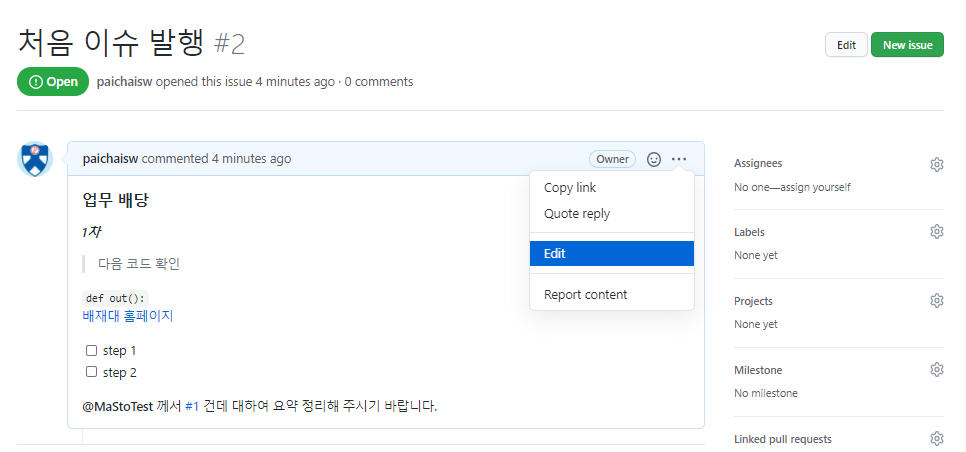 처음 이슈 발행 #2
Edit
New issue
Open
paichaisw opened this issue 4 minutes ago · 0 comments
paichaisw commented 4 minutes ago
Owner
Copy link
Quote reply
Edit
Report content
업무 배당
1차
다음 코드 확인
def out():
배재대 홈페이지
step 1
step 2
@MaStoTest 께서 #1 건데 대하여 요약 정리해 주시기 바랍니다.
Assignees
No one—assign yourself
Labels
None yet
Projects
None yet
Milestone
No milestone
Linked pull requests